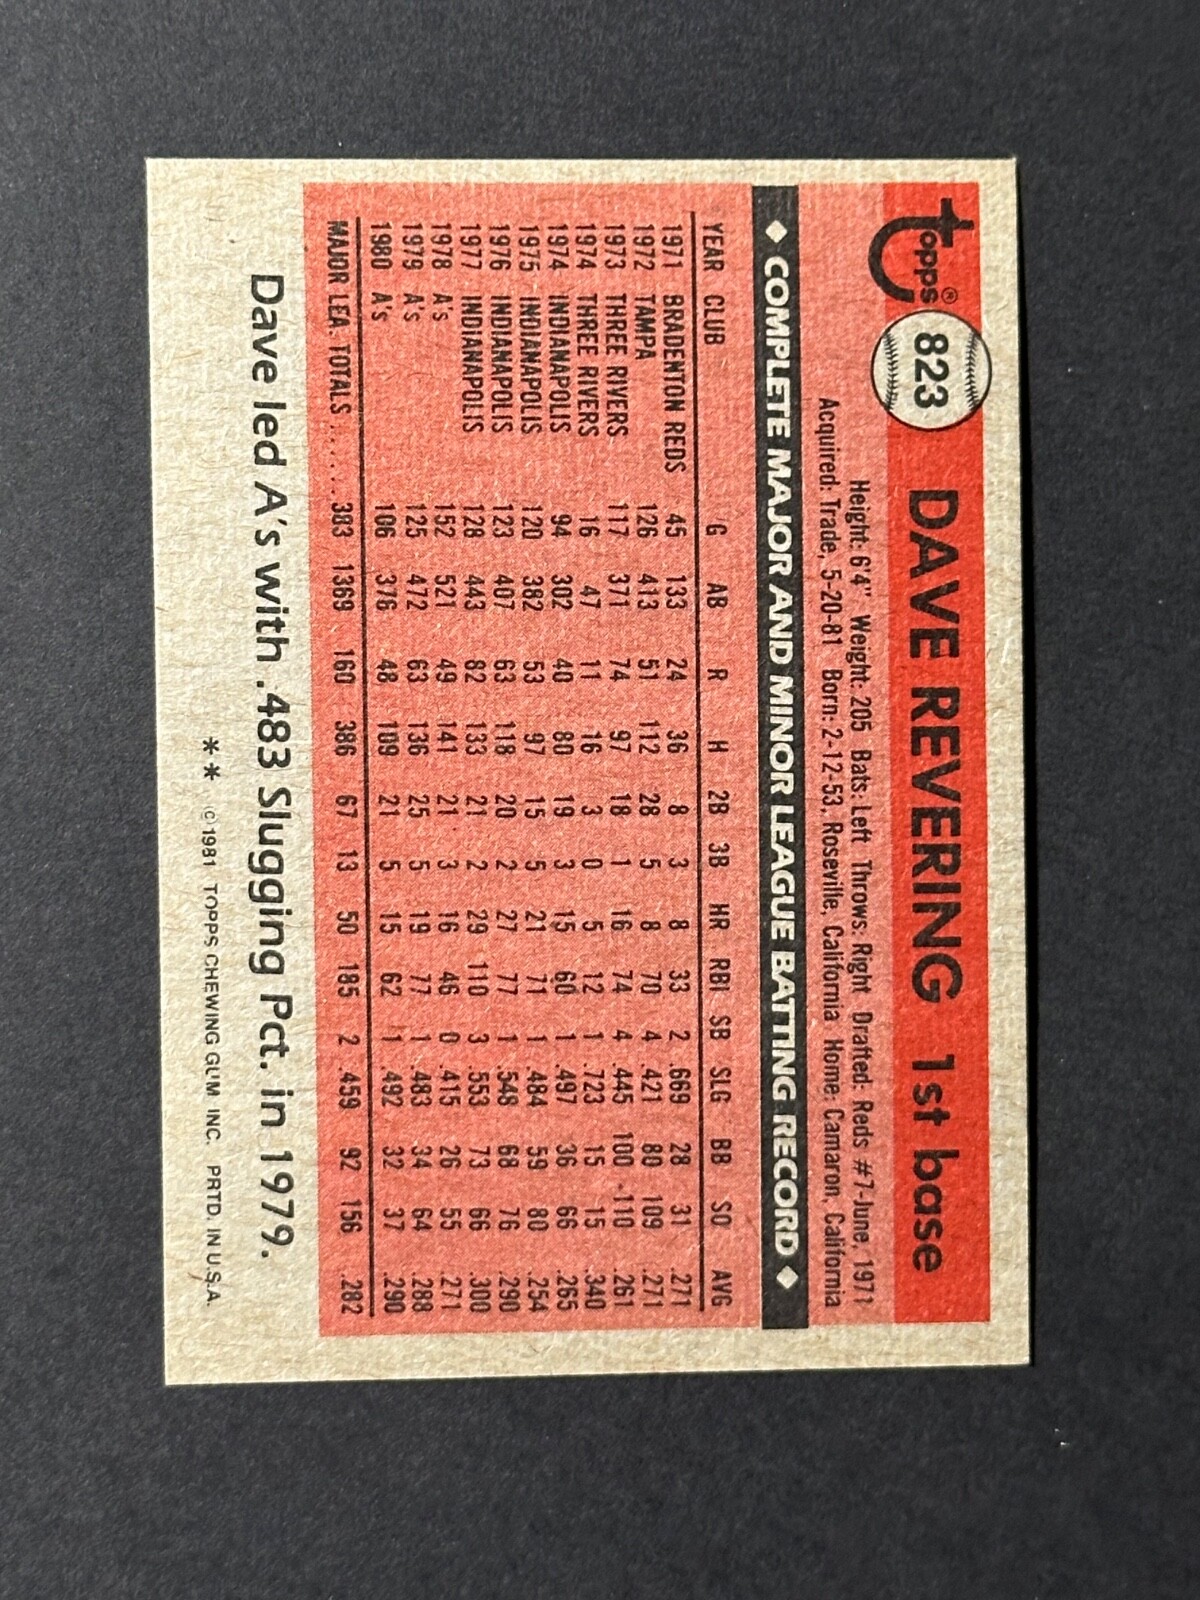 topps® 823 DAVE REVERING 1st base
Height: 6'4" Weight: 205 Bats: Left Throws: Right Drafted: Reds #7-June, 1971
Acquired: Trade, 5-20-81 Born: 2-12-53, Roseville, California Home: Camaron, California
◆ COMPLETE MAJOR AND MINOR LEAGUE BATTING RECORD ◆
YEAR CLUB G AB R H 2B 3B HR RBI SB SLG BB SO AVG
1971 BRADENTON REDS 45 133 24 36 8 3 8 33 2 .669 28 31 .271
1972 TAMPA 126 413 51 112 28 5 8 70 4 .421 80 109 .271
1973 THREE RIVERS 117 371 74 97 18 1 16 74 4 .445 100 110 .261
1974 THREE RIVERS 16 47 11 16 3 0 5 12 1 .723 15 15 .340
1974 INDIANAPOLIS 94 302 40 80 19 3 15 60 1 .497 36 66 .265
1975 INDIANAPOLIS 120 382 53 97 15 5 21 71 1 .484 59 80 .254
1976 INDIANAPOLIS 123 407 63 118 20 2 27 77 1 .548 68 76 .290
1977 INDIANAPOLIS 128 443 82 133 21 2 29 110 3 .553 73 66 .300
1978 A's 152 521 49 141 21 3 16 46 0 .415 26 55 .271
1979 A's 125 472 63 136 25 5 19 77 1 .483 34 64 .288
1980 A's 106 376 48 109 21 5 15 62 1 .492 32 37 .290
MAJOR LEA. TOTALS ...... 383 1369 160 386 67 13 50 185 2 .459 92 156 .282
Dave led A's with .483 Slugging Pct. in 1979.
** © 1981 TOPPS CHEWING GUM INC. PRTD. IN U.S.A.